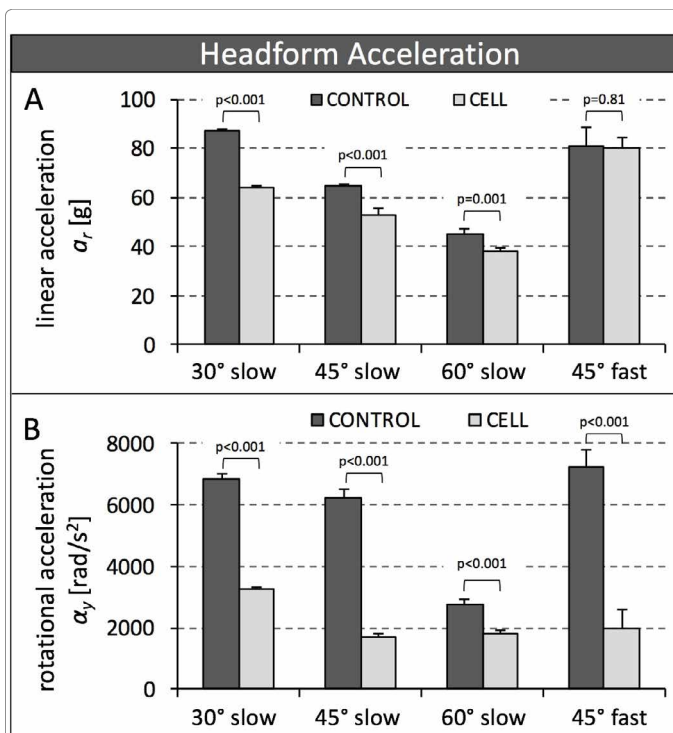 Headform Acceleration
A
CONTROL CELL
linear acceleration
a_r [g]
100
80
60
40
20
0
p<0.001
p<0.001
p=0.001
p=0.81
30° slow 45° slow 60° slow 45° fast
B
CONTROL CELL
rotational acceleration
α_y [rad/s²]
8000
6000
4000
2000
0
p<0.001
p<0.001
p<0.001
p<0.001
30° slow 45° slow 60° slow 45° fast